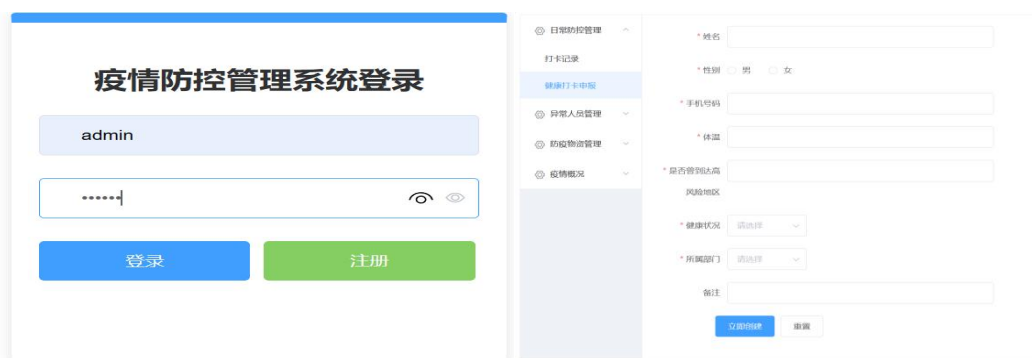 疫情防控管理系统登录
admin
••••••
登录
注册
日常防控管理
打卡记录
健康打卡申报
异常人员管理
防疫物资管理
疫情概况
* 姓名
* 性别 男 女
* 手机号码
* 体温
* 是否曾到达高
风险地区
* 健康状况 请选择
* 所属部门 请选择
备注
立即创建 重置